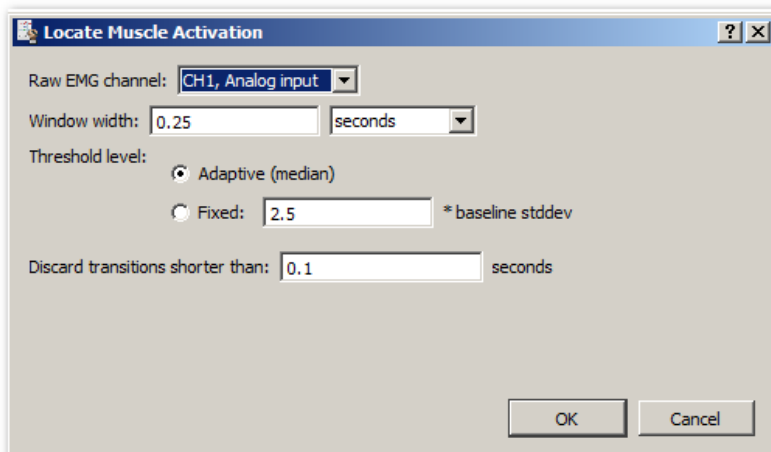 Locate Muscle Activation
Raw EMG channel: CH1, Analog input
Window width: 0.25 seconds
Threshold level:
Adaptive (median)
Fixed: 2.5 * baseline stddev
Discard transitions shorter than: 0.1 seconds
OK Cancel